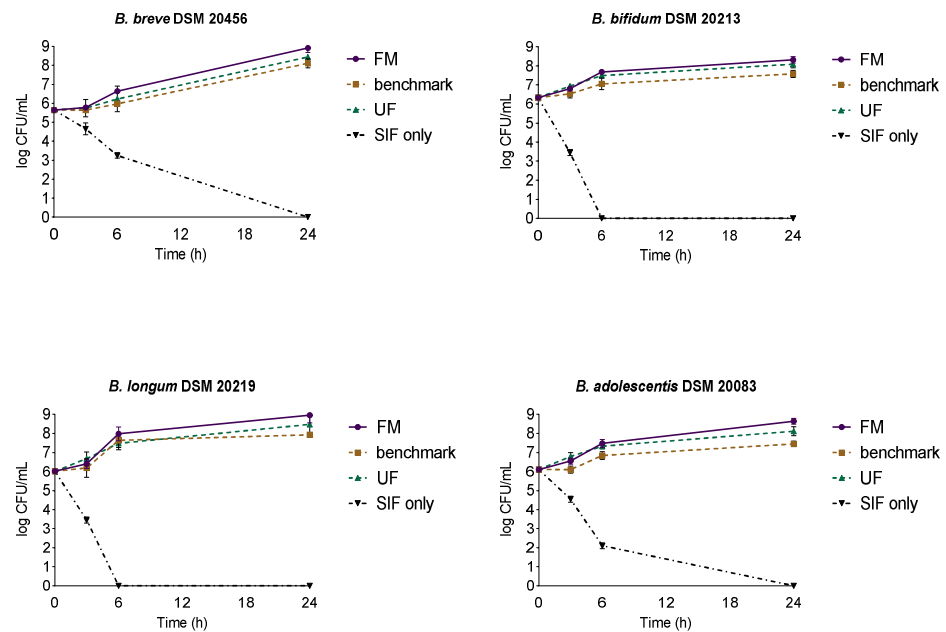 B. breve DSM 20456
9
8
7
6
5
4
3
2
1
0
log CFU/mL
0 6 12 18 24
Time (h)
FM
benchmark
UF
SIF only
B. bifidum DSM 20213
9
8
7
6
5
4
3
2
1
0
log CFU/mL
0 6 12 18 24
Time (h)
FM
benchmark
UF
SIF only
B. longum DSM 20219
9
8
7
6
5
4
3
2
1
0
log CFU/mL
0 6 12 18 24
Time (h)
FM
benchmark
UF
SIF only
B. adolescentis DSM 20083
9
8
7
6
5
4
3
2
1
0
log CFU/mL
0 6 12 18 24
Time (h)
FM
benchmark
UF
SIF only